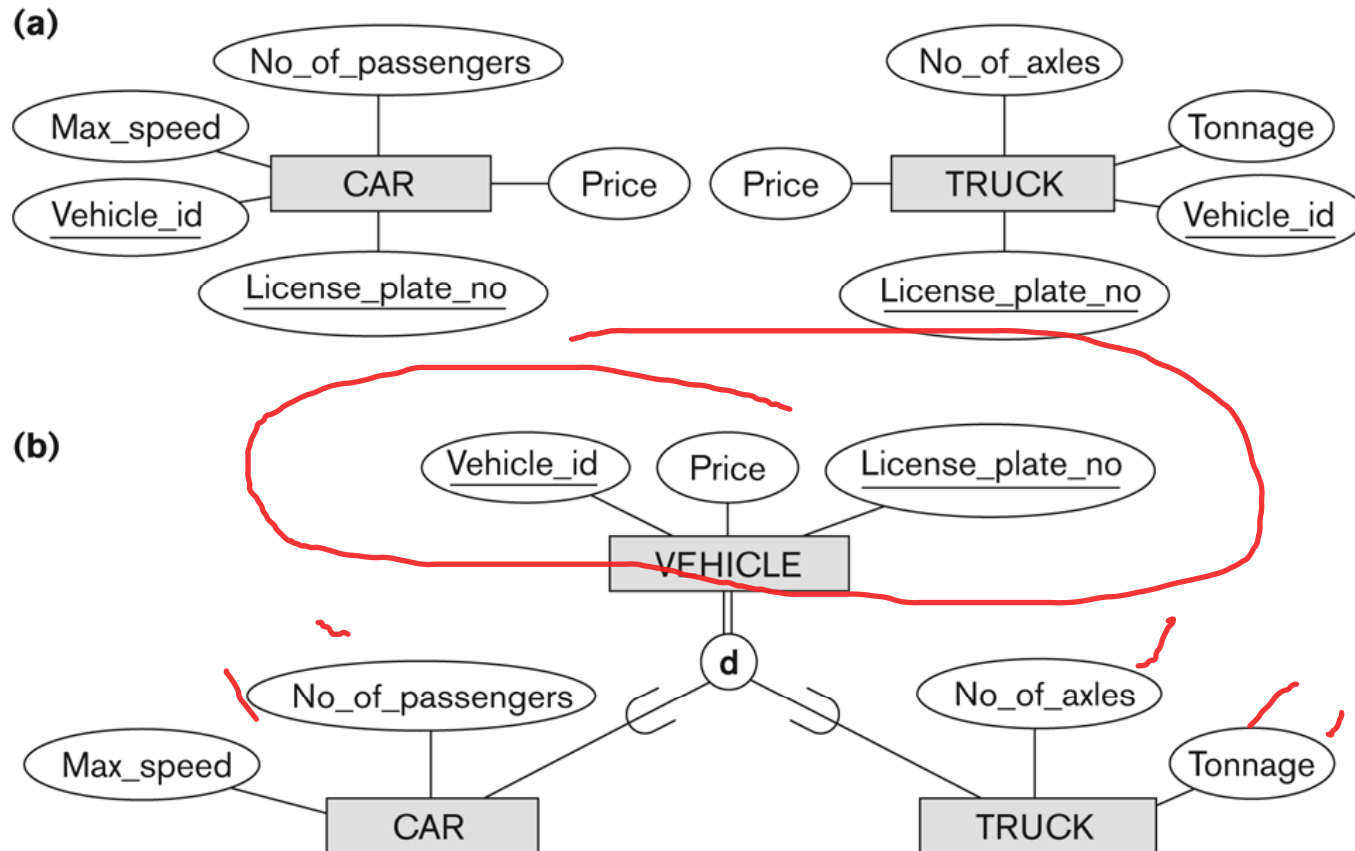 (a)
No_of_passengers
No_of_axles
Max_speed
Tonnage
CAR
Price
Price
TRUCK
Vehicle_id
Vehicle_id
License_plate_no
License_plate_no
(b)
Vehicle_id
Price
License_plate_no
VEHICLE
d
No_of_passengers
No_of_axles
Max_speed
Tonnage
CAR
TRUCK